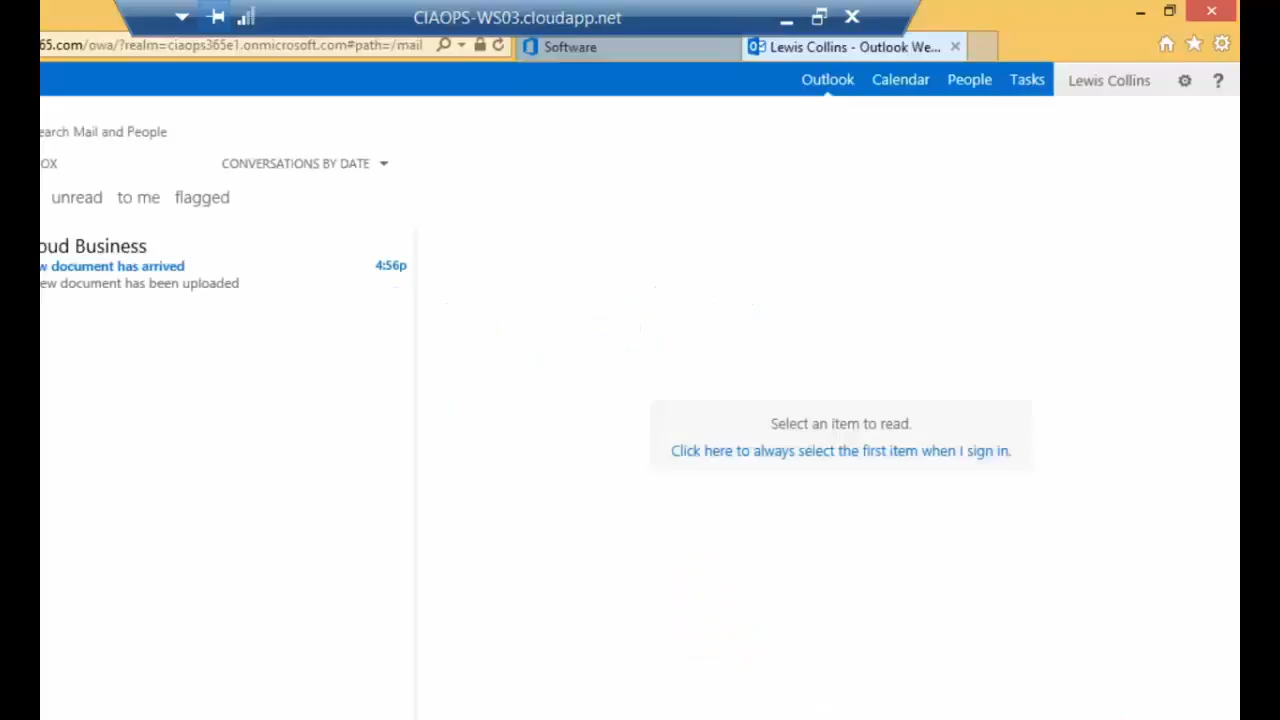 CIAOPS-WS03.cloudapp.net
65.com/owa/?realm=ciaops365e1.onmicrosoft.com#path=/mail
Software
Lewis Collins - Outlook We...
Outlook Calendar People Tasks Lewis Collins ?
earch Mail and People
OX CONVERSATIONS BY DATE
unread to me flagged
oud Business
w document has arrived 4:56p
ew document has been uploaded
Select an item to read.
Click here to always select the first item when I sign in.